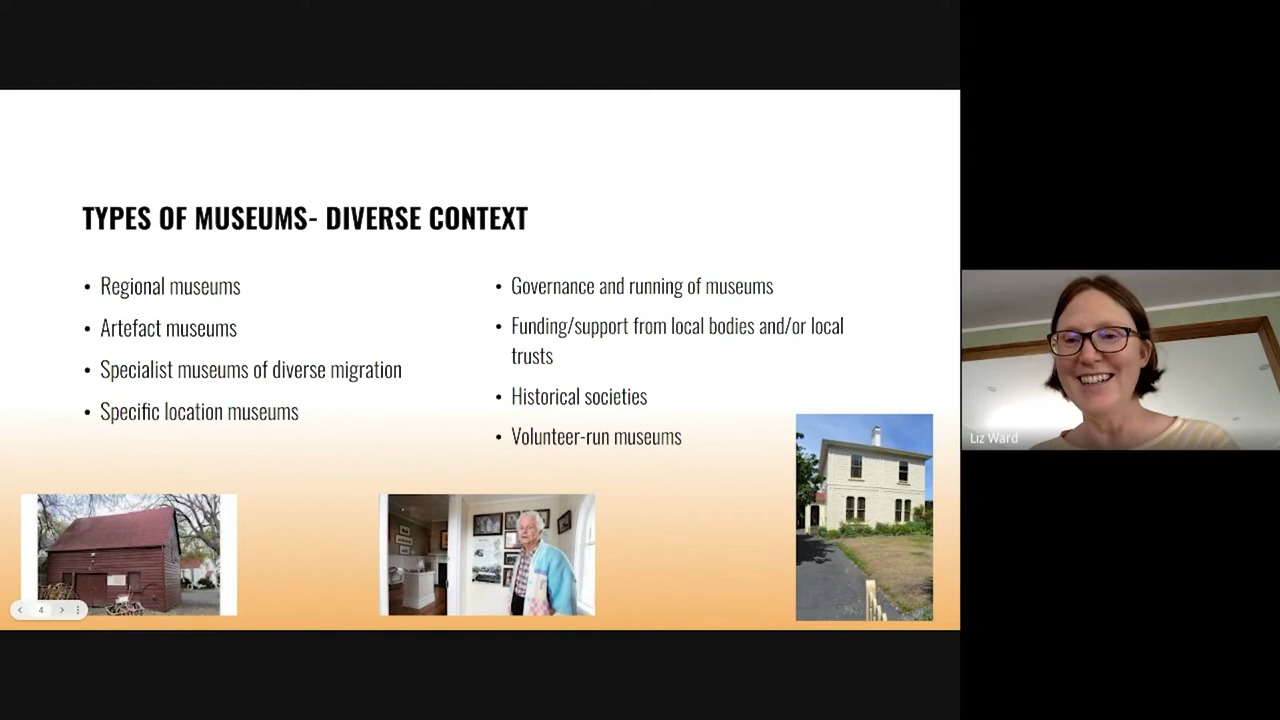 TYPES OF MUSEUMS- DIVERSE CONTEXT
• Regional museums
• Artefact museums
• Specialist museums of diverse migration
• Specific location museums
• Governance and running of museums
• Funding/support from local bodies and/or local
trusts
• Historical societies
• Volunteer-run museums
4
Liz Ward